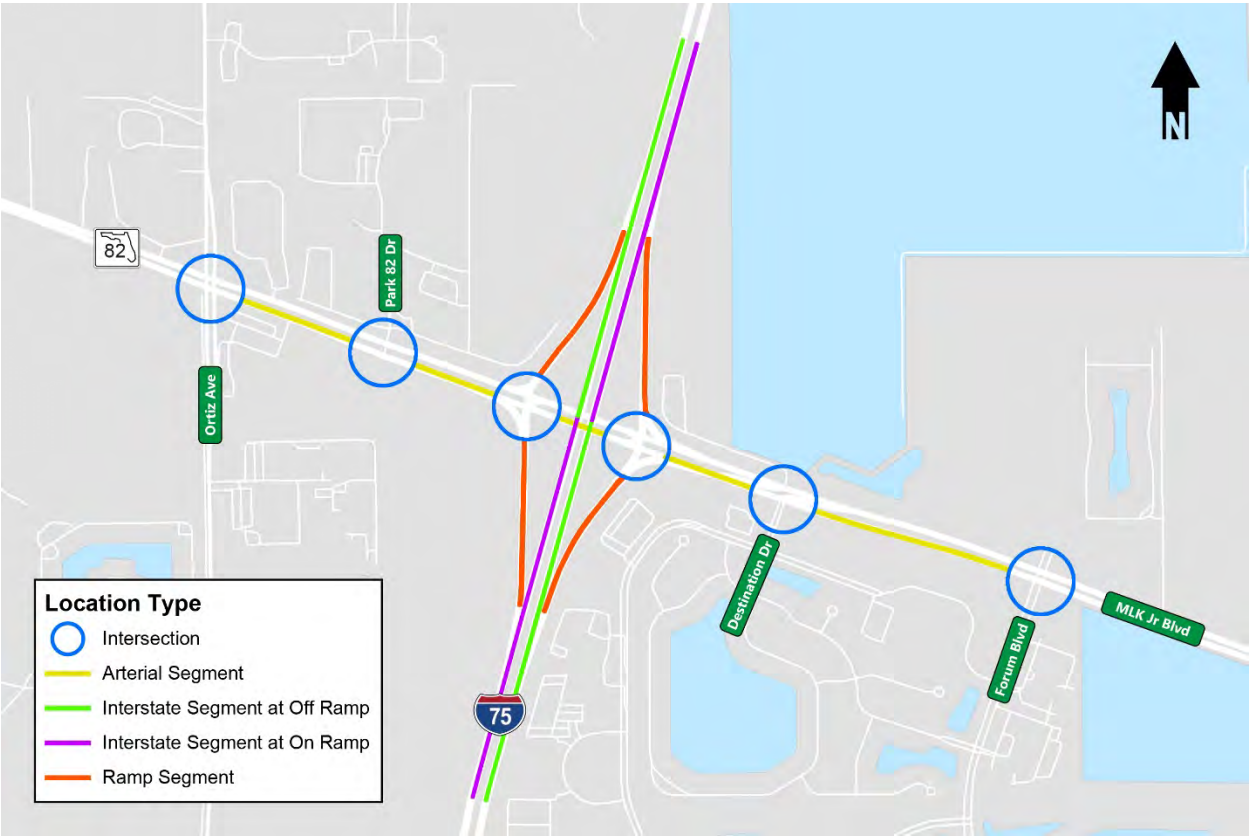 N
82
Park 82 Dr
Ortiz Ave
Destination Dr
MLK Jr Blvd
Forum Blvd
75
Location Type
Intersection
Arterial Segment
Interstate Segment at Off Ramp
Interstate Segment at On Ramp
Ramp Segment